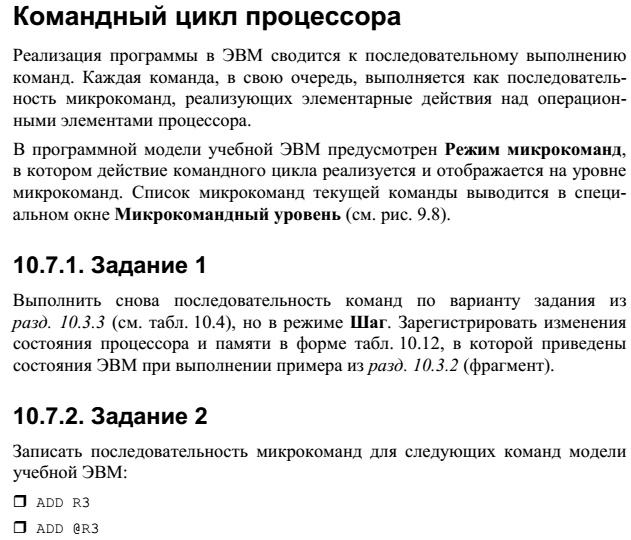 Командный цикл процессора
Реализация программы в ЭВМ сводится к последовательному выполнению
команд. Каждая команда, в свою очередь, выполняется как последователь-
ность микрокоманд, реализующих элементарные действия над операцион-
ными элементами процессора.
В программной модели учебной ЭВМ предусмотрен Режим микрокоманд,
в котором действие командного цикла реализуется и отображается на уровне
микрокоманд. Список микрокоманд текущей команды выводится в специ-
альном окне Микрокомандный уровень (см. рис. 9.8).
10.7.1. Задание 1
Выполнить снова последовательность команд по варианту задания из
разд. 10.3.3 (см. табл. 10.4), но в режиме Шаг. Зарегистрировать изменения
состояния процессора и памяти в форме табл. 10.12, в которой приведены
состояния ЭВМ при выполнении примера из разд. 10.3.2 (фрагмент).
10.7.2. Задание 2
Записать последовательность микрокоманд для следующих команд модели
учебной ЭВМ:
❒ ADD R3
❒ ADD @R3